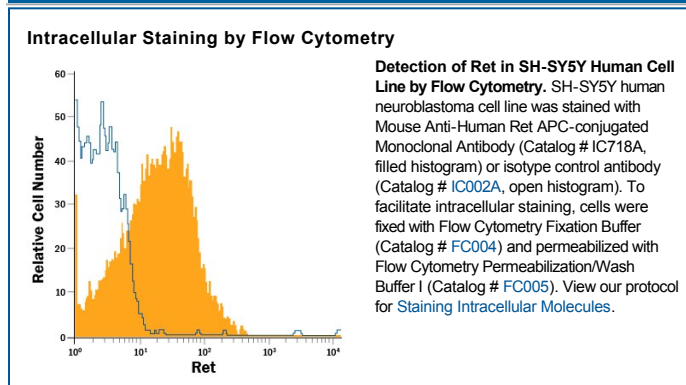 Intracellular Staining by Flow Cytometry
60
50
40
30
20
10
0
Relative Cell Number
10⁰ 10¹ 10² 10³ 10⁴
Ret
Detection of Ret in SH-SY5Y Human Cell
Line by Flow Cytometry. SH-SY5Y human
neuroblastoma cell line was stained with
Mouse Anti-Human Ret APC-conjugated
Monoclonal Antibody (Catalog # IC718A,
filled histogram) or isotype control antibody
(Catalog # IC002A, open histogram). To
facilitate intracellular staining, cells were
fixed with Flow Cytometry Fixation Buffer
(Catalog # FC004) and permeabilized with
Flow Cytometry Permeabilization/Wash
Buffer I (Catalog # FC005). View our protocol
for Staining Intracellular Molecules.